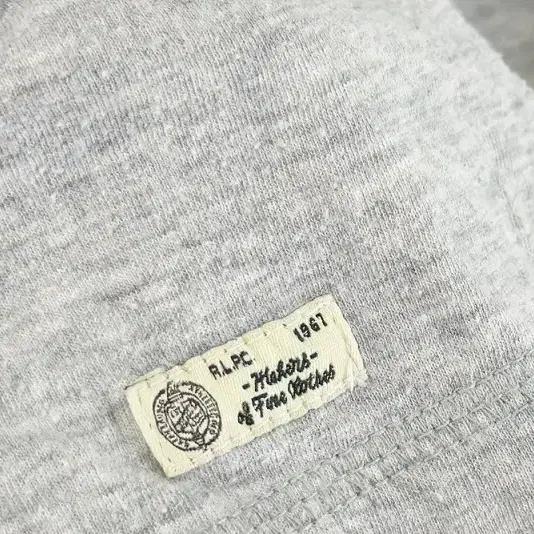 R.L.P.C. 1967
-Makers-
of Fine Clothes